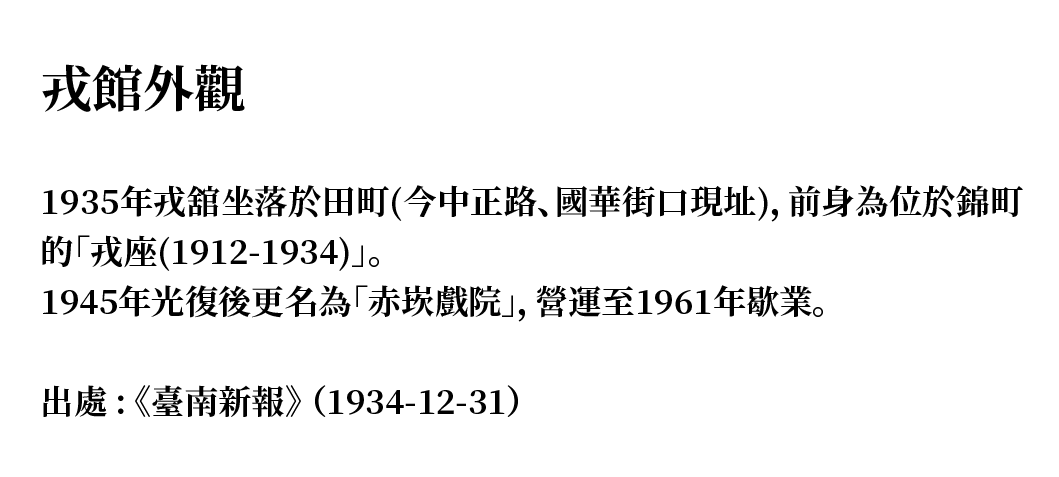 戎館外觀
1935年戎舘坐落於田町(今中正路、國華街口現址), 前身為位於錦町
的「戎座(1912-1934)」。
1945年光復後更名為「赤崁戲院」, 營運至1961年歇業。
出處 :《臺南新報》（1934-12-31）